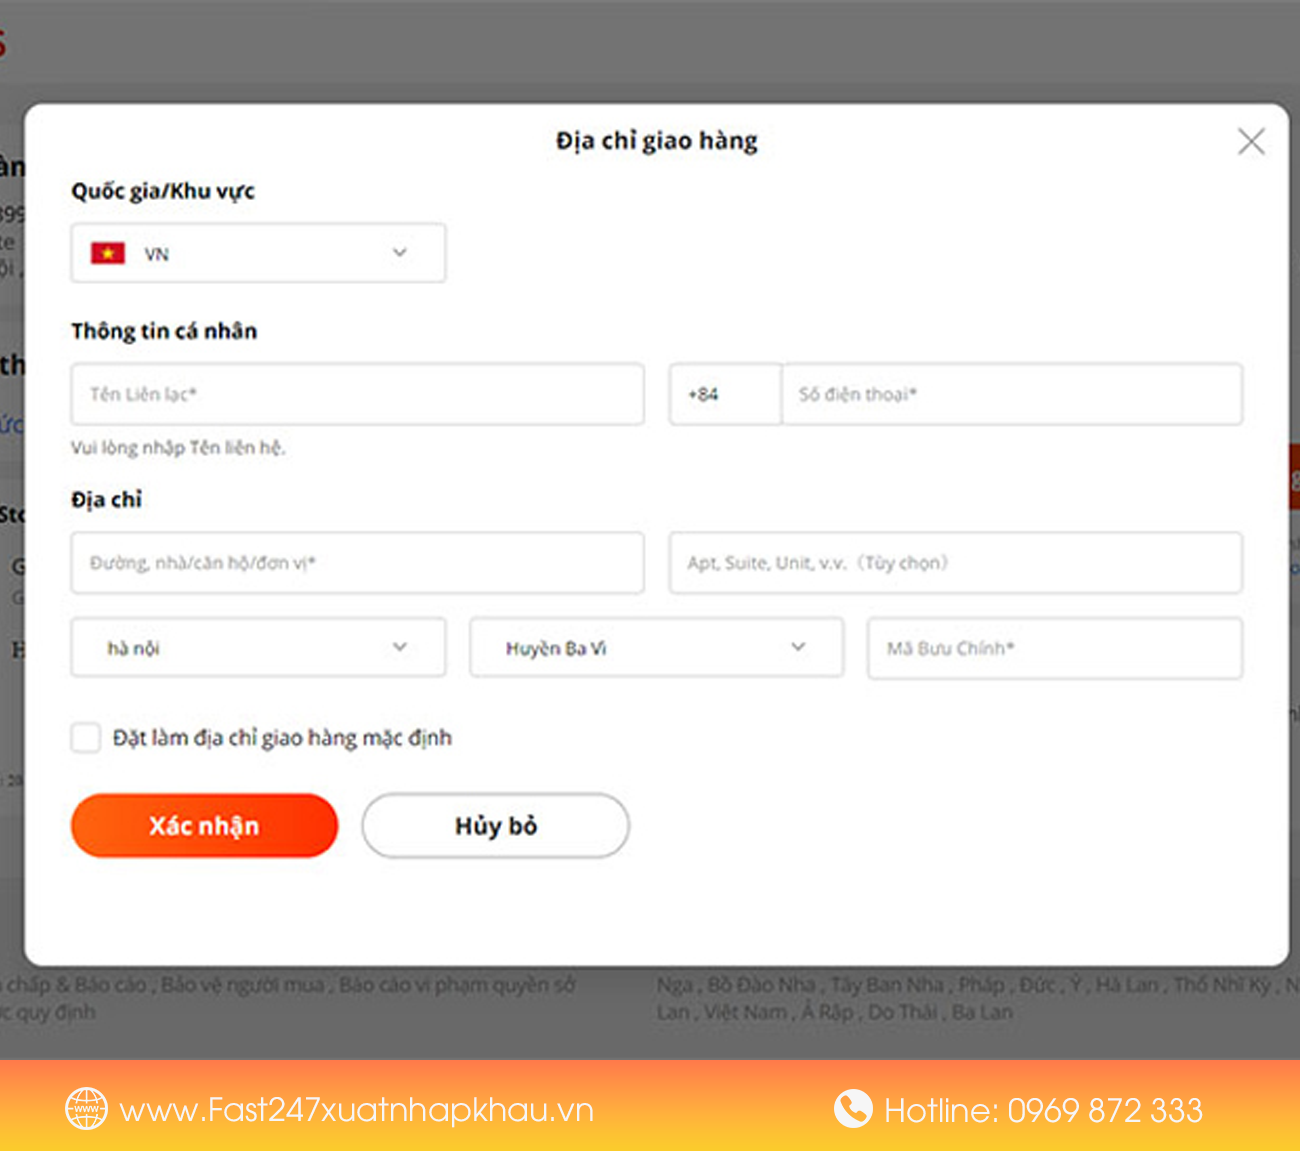 Địa chỉ giao hàng
Quốc gia/Khu vực
VN
Thông tin cá nhân
Tên Liên lạc*
+84
Số điện thoại*
Vui lòng nhập Tên liên hệ.
Địa chỉ
Đường, nhà/căn hộ/đơn vị*
Apt, Suite, Unit, v.v. (Tùy chọn)
hà nội
Huyện Ba Vì
Mã Bưu Chính*
Đặt làm địa chỉ giao hàng mặc định
Xác nhận
Hủy bỏ
chấp & Báo cáo , Bảo vệ người mua , Báo cáo vi phạm quyền sở
quy định
Nga , Bồ Đào Nha , Tây Ban Nha , Pháp , Đức , Ý , Hà Lan , Thổ Nhĩ Kỳ , N
Lan , Việt Nam , Ả Rập , Do Thái , Ba Lan
www.Fast247xuatnhapkhau.vn
Hotline: 0969 872 333